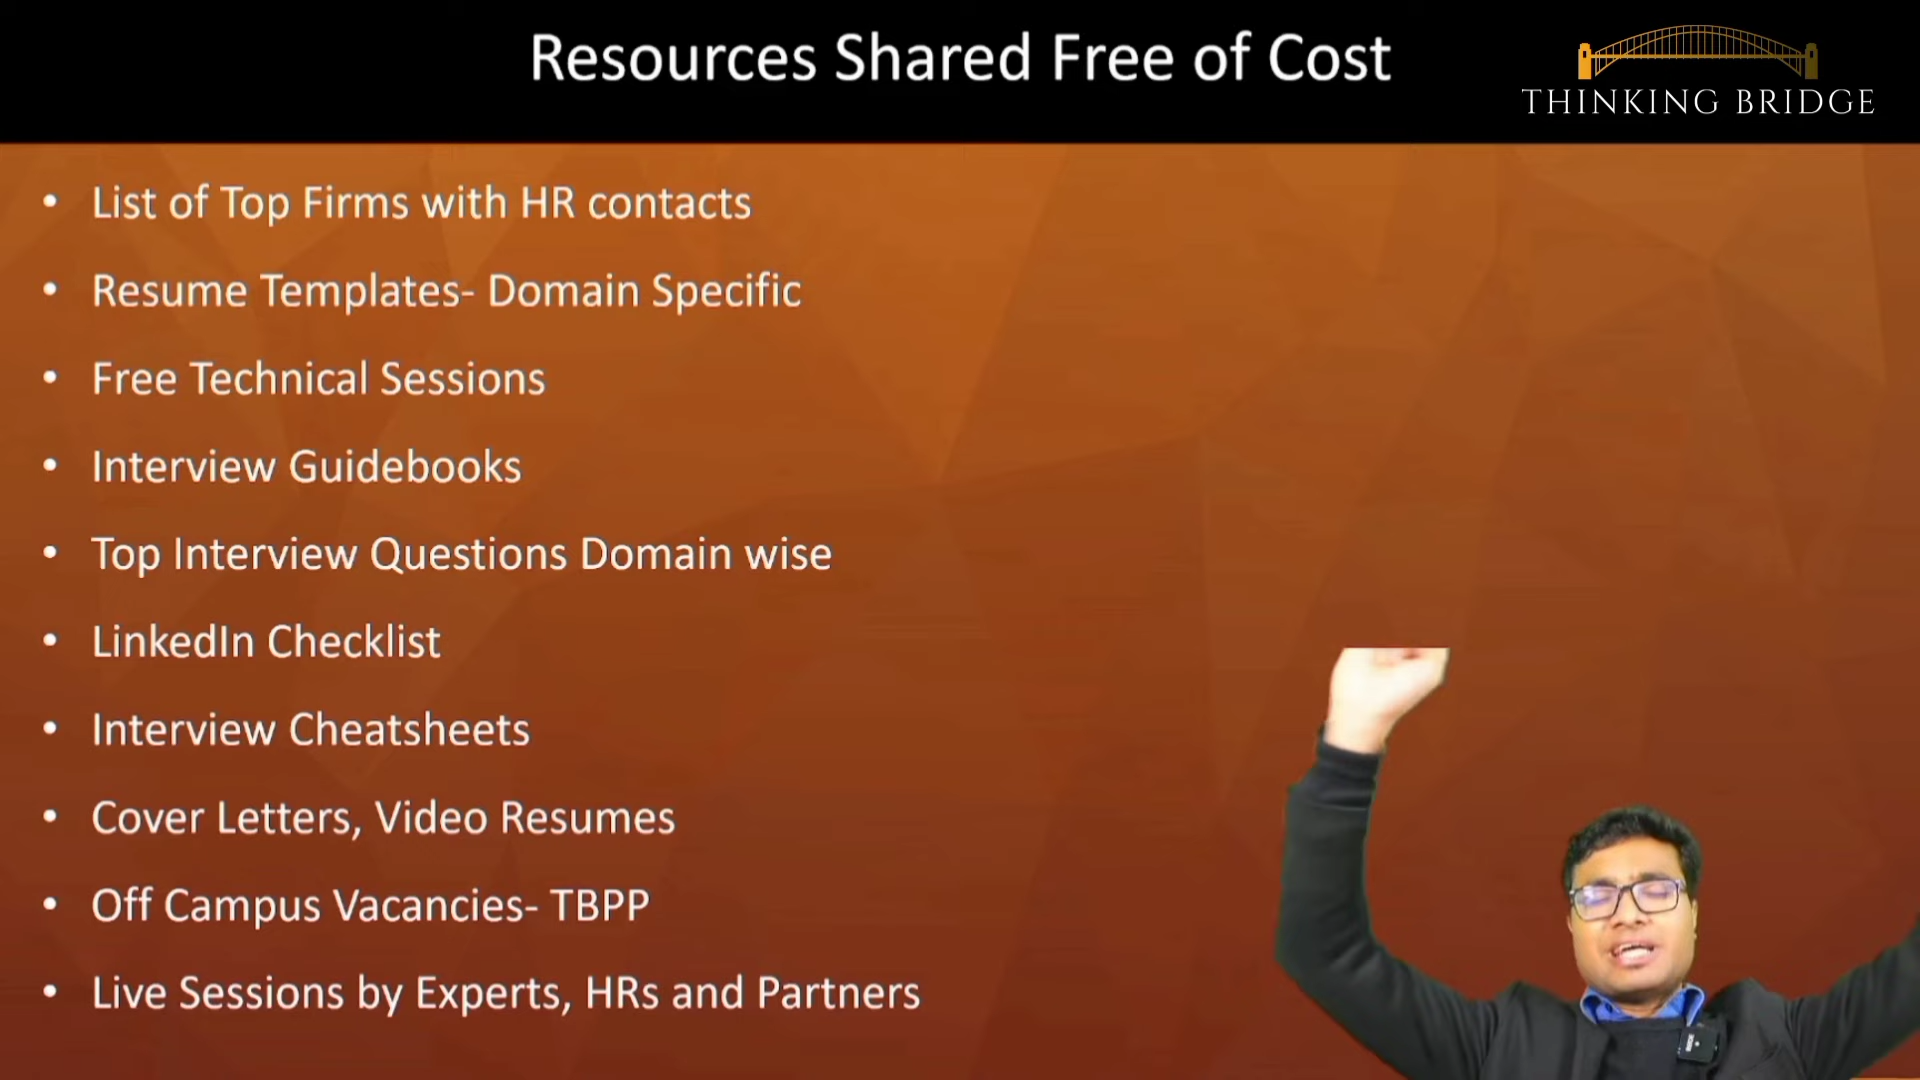 Resources Shared Free of Cost
THINKING BRIDGE
• List of Top Firms with HR contacts
• Resume Templates- Domain Specific
• Free Technical Sessions
• Interview Guidebooks
• Top Interview Questions Domain wise
• LinkedIn Checklist
• Interview Cheatsheets
• Cover Letters, Video Resumes
• Off Campus Vacancies- TBPP
• Live Sessions by Experts, HRs and Partners